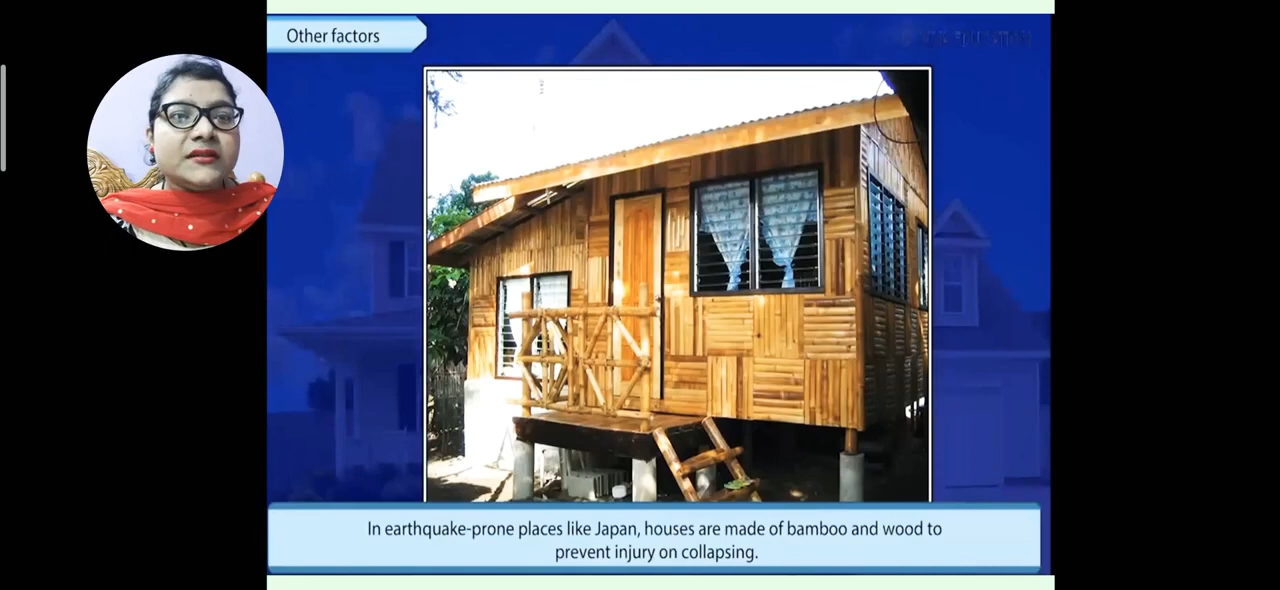 Other factors
In earthquake-prone places like Japan, houses are made of bamboo and wood to
prevent injury on collapsing.